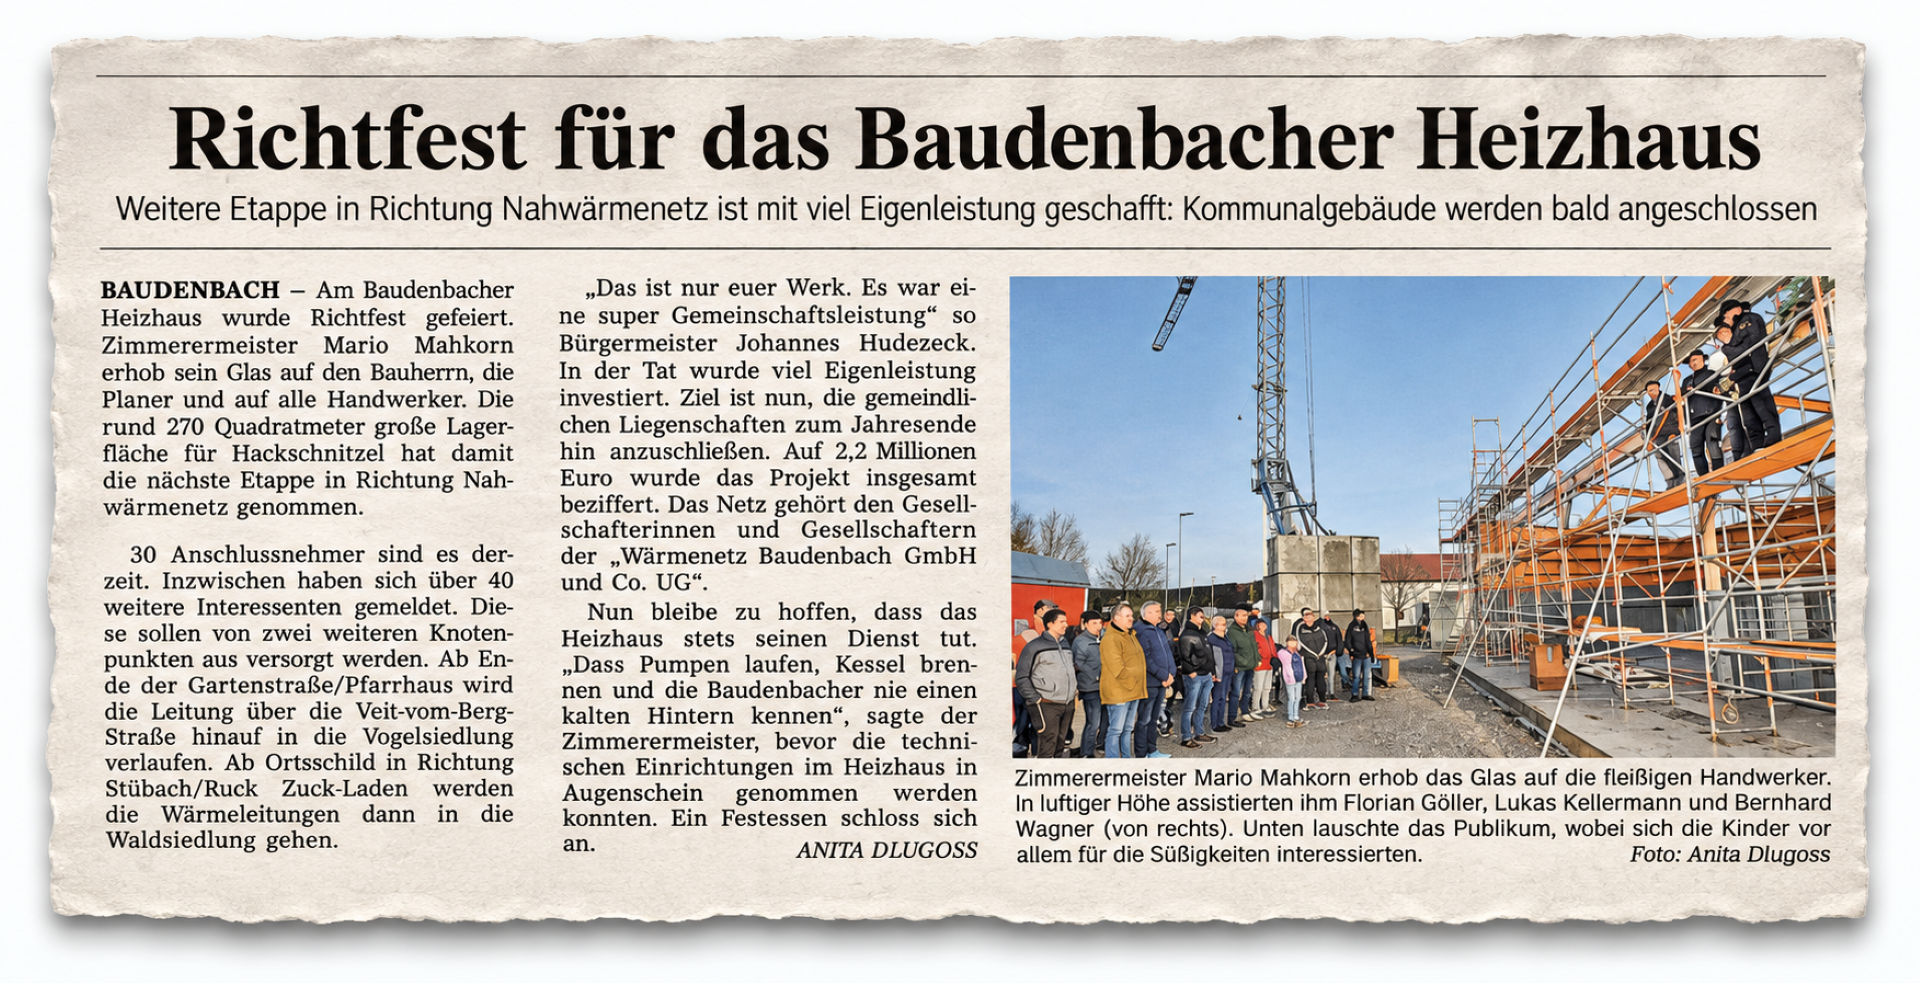 Richtfest für das Baudenbacher Heizhaus
Weitere Etappe in Richtung Nahwärmenetz ist mit viel Eigenleistung geschafft: Kommunalgebäude werden bald angeschlossen
BAUDENBACH – Am Baudenbacher
Heizhaus wurde Richtfest gefeiert.
Zimmerermeister Mario Mahkorn
erhob sein Glas auf den Bauherrn, die
Planer und auf alle Handwerker. Die
rund 270 Quadratmeter große Lager-
fläche für Hackschnitzel hat damit
die nächste Etappe in Richtung Nah-
wärmenetz genommen.
30 Anschlussnehmer sind es der-
zeit. Inzwischen haben sich über 40
weitere Interessenten gemeldet. Die-
se sollen von zwei weiteren Knoten-
punkten aus versorgt werden. Ab En-
de der Gartenstraße/Pfarrhaus wird
die Leitung über die Veit-vom-Berg-
Straße hinauf in die Vogelsiedlung
verlaufen. Ab Ortsschild in Richtung
Stübach/Ruck Zuck-Laden werden
die Wärmeleitungen dann in die
Waldsiedlung gehen.
„Das ist nur euer Werk. Es war ei-
ne super Gemeinschaftsleistung“ so
Bürgermeister Johannes Hudezeck.
In der Tat wurde viel Eigenleistung
investiert. Ziel ist nun, die gemeindli-
chen Liegenschaften zum Jahresende
hin anzuschließen. Auf 2,2 Millionen
Euro wurde das Projekt insgesamt
beziffert. Das Netz gehört den Gesell-
schafterinnen und Gesellschaftern
der „Wärmenetz Baudenbach GmbH
und Co. UG“.
Nun bleibe zu hoffen, dass das
Heizhaus stets seinen Dienst tut.
„Dass Pumpen laufen, Kessel bren-
nen und die Baudenbacher nie einen
kalten Hintern kennen“, sagte der
Zimmerermeister, bevor die techni-
schen Einrichtungen im Heizhaus in
Augenschein genommen werden
konnten. Ein Festessen schloss sich
an. ANITA DLUGOSS
Zimmerermeister Mario Mahkorn erhob das Glas auf die fleißigen Handwerker.
In luftiger Höhe assistierten ihm Florian Göller, Lukas Kellermann und Bernhard
Wagner (von rechts). Unten lauschte das Publikum, wobei sich die Kinder vor
allem für die Süßigkeiten interessierten. Foto: Anita Dlugoss